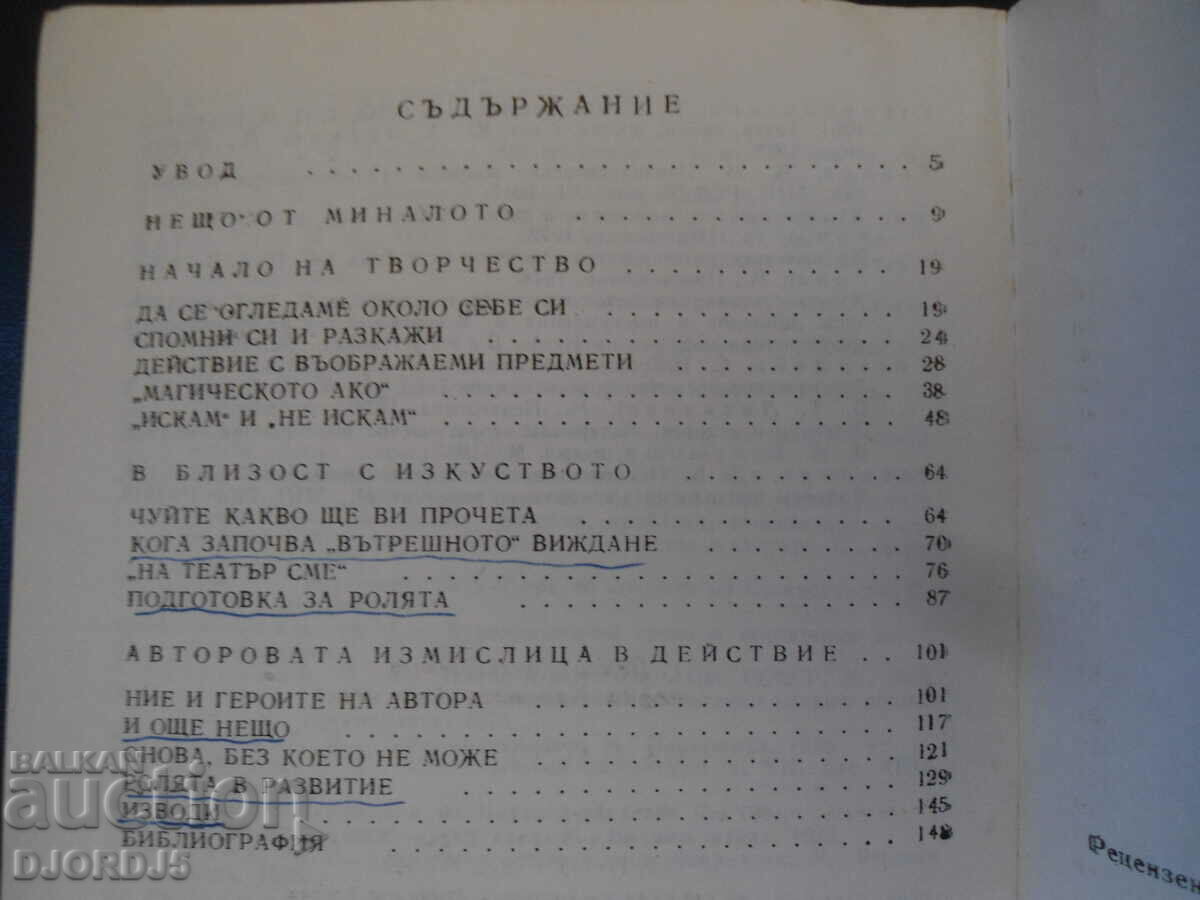 СЪДЪРЖАНИЕ
УВОД . . . . . . . . . . . . . . . . . . . . . . 5
НЕЩО ОТ МИНАЛОТО . . . . . . . . . . . . . 9
НАЧАЛО НА ТВОРЧЕСТВО . . . . . . . . . . . . 19
ДА СЕ ОГЛЕДАМЕ ОКОЛО СЕБЕ СИ . . . . . . . . . . . . . 19
СПОМНИ СИ И РАЗКАЖИ . . . . . . . . . . . . . . . 24
ДЕЙСТВИЕ С ВЪОБРАЖАЕМИ ПРЕДМЕТИ . . . . . . . . . 28
„МАГИЧЕСКОТО АКО“ . . . . . . . . . . . . . . . . . 38
„ИСКАМ“ И „НЕ ИСКАМ“ . . . . . . . . . . . . . . . . . 48
В БЛИЗОСТ С ИЗКУСТВОТО . . . . . . . . . 64
ЧУЙТЕ КАКВО ЩЕ ВИ ПРОЧЕТА . . . . . . . . . . . . . 64
КОГА ЗАПОЧВА „ВЪТРЕШНОТО“ ВИЖДАНЕ . . . . . . . . 70
„НА ТЕАТЪР СМЕ“ . . . . . . . . . . . . . . . . . . . 76
ПОДГОТОВКА ЗА РОЛЯТА . . . . . . . . . . . . . . 87
АВТОРОВАТА ИЗМИСЛИЦА В ДЕЙСТВИЕ . . 101
НИЕ И ГЕРОИТЕ НА АВТОРА . . . . . . . . . . . . . 101
И ОЩЕ НЕЩО . . . . . . . . . . . . . . . . . . . 117
СНОВА, БЕЗ КОЕТО НЕ МОЖЕ . . . . . . . . . . . . . 121
РОЛЯТА В РАЗВИТИЕ . . . . . . . . . . . . . . . . 129
ИЗВОДИ . . . . . . . . . . . . . . . . . . . . . . 145
БИБЛИОГРАФИЯ . . . . . . . . . . . . . . . . . . 148
Рецензен
BALKAN
auction
DJORDJ5